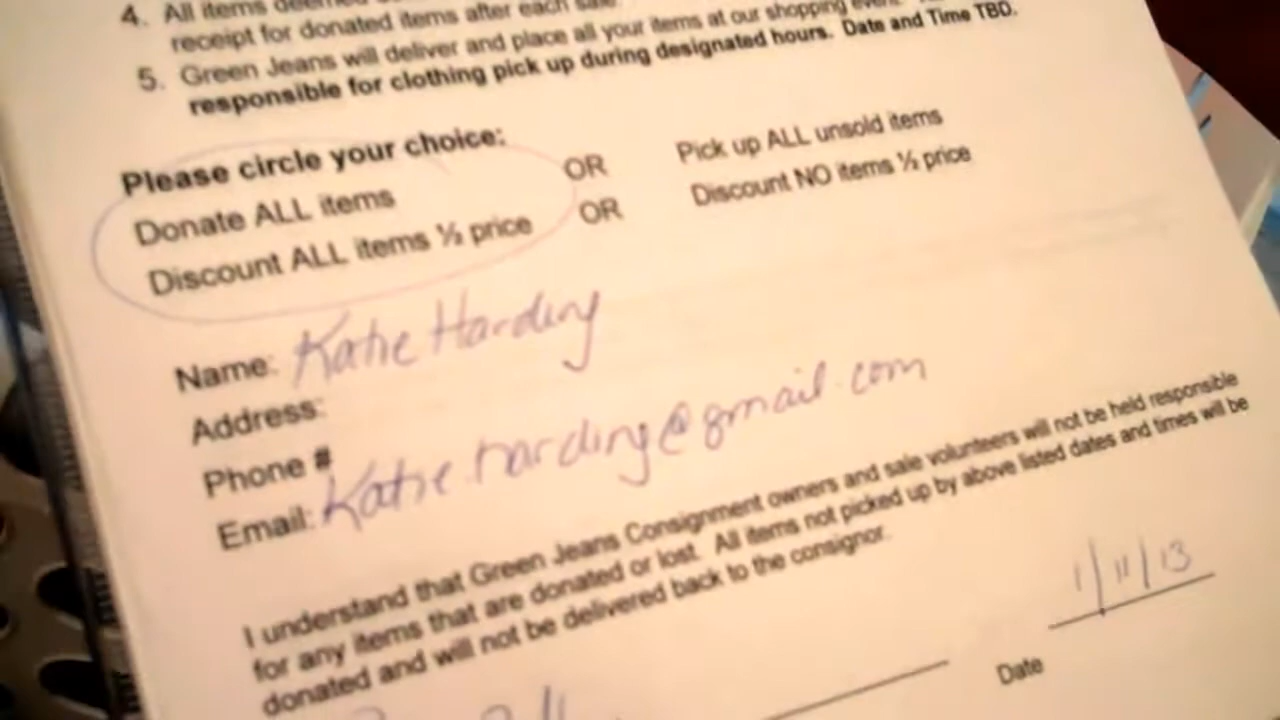 4. All items
receipt for donated items after each sale.
5. Green Jeans will deliver and place all your items at our shopping
responsible for clothing pick up during designated hours. Date and Time TBD.
Please circle your choice:
Donate ALL items OR Pick up ALL unsold items
Discount ALL items ½ price OR Discount NO items ½ price
Name: Katie Harding
Address:
Phone #
Email: Katie.harding@gmail.com
I understand that Green Jeans Consignment owners and sale volunteers will not be held responsible
for any items that are donated or lost. All items not picked up by above listed dates and times will be
donated and will not be delivered back to the consignor.
1/11/13
Date